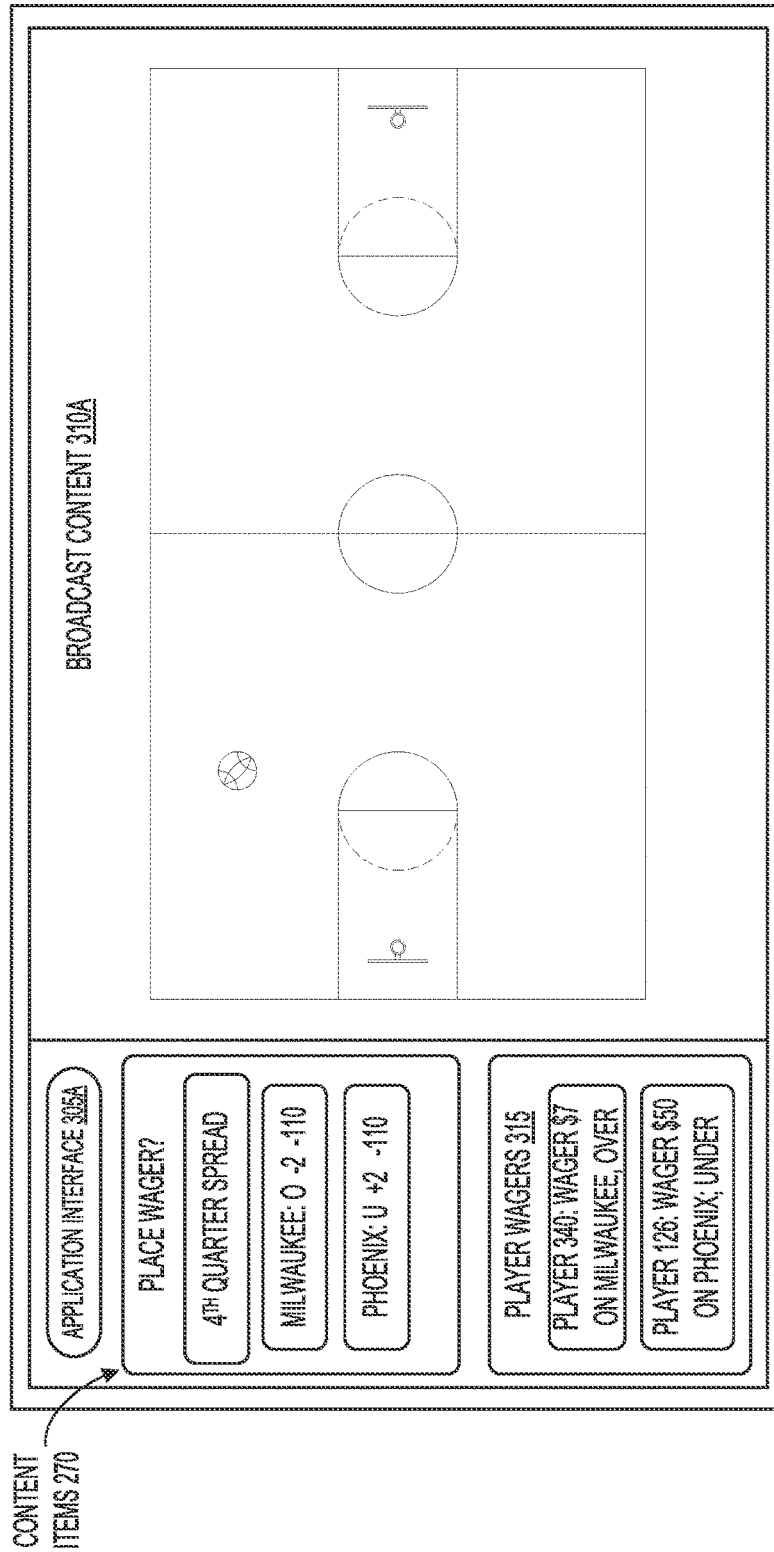 CONTENT
ITEMS 270
APPLICATION INTERFACE 305A
PLACE WAGER?
4TH QUARTER SPREAD
MILWAUKEE: O -2 -110
PHOENIX: U +2 -110
PLAYER WAGERS 315
PLAYER 340: WAGER $7
ON MILWAUKEE, OVER
PLAYER 126: WAGER $50
ON PHOENIX; UNDER
BROADCAST CONTENT 310A